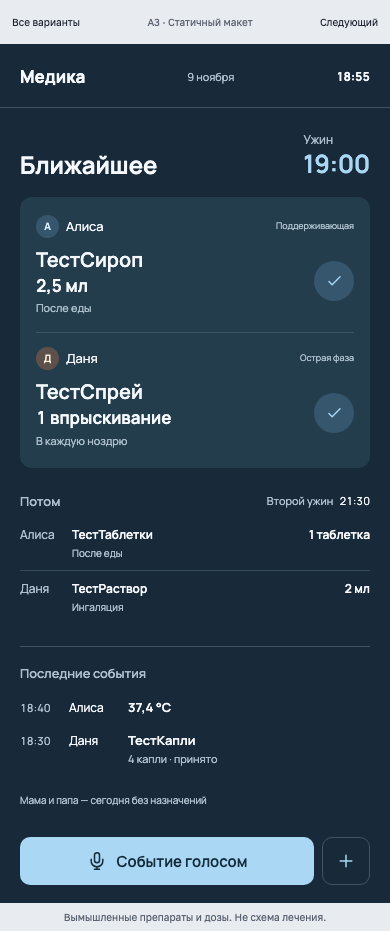 Все варианты
A3 · Статичный макет
Следующий
Медика
9 ноября
18:55
Ближайшее
Ужин
19:00
А
Алиса
Поддерживающая
ТестСироп
2,5 мл
После еды
Д
Даня
Острая фаза
ТестСпрей
1 впрыскивание
В каждую ноздрю
Потом
Второй ужин 21:30
Алиса
ТестТаблетки
1 таблетка
После еды
Даня
ТестРаствор
2 мл
Ингаляция
Последние события
18:40 Алиса 37,4 °C
18:30 Даня ТестКапли
4 капли · принято
Мама и папа — сегодня без назначений
Событие голосом
+
Вымышленные препараты и дозы. Не схема лечения.